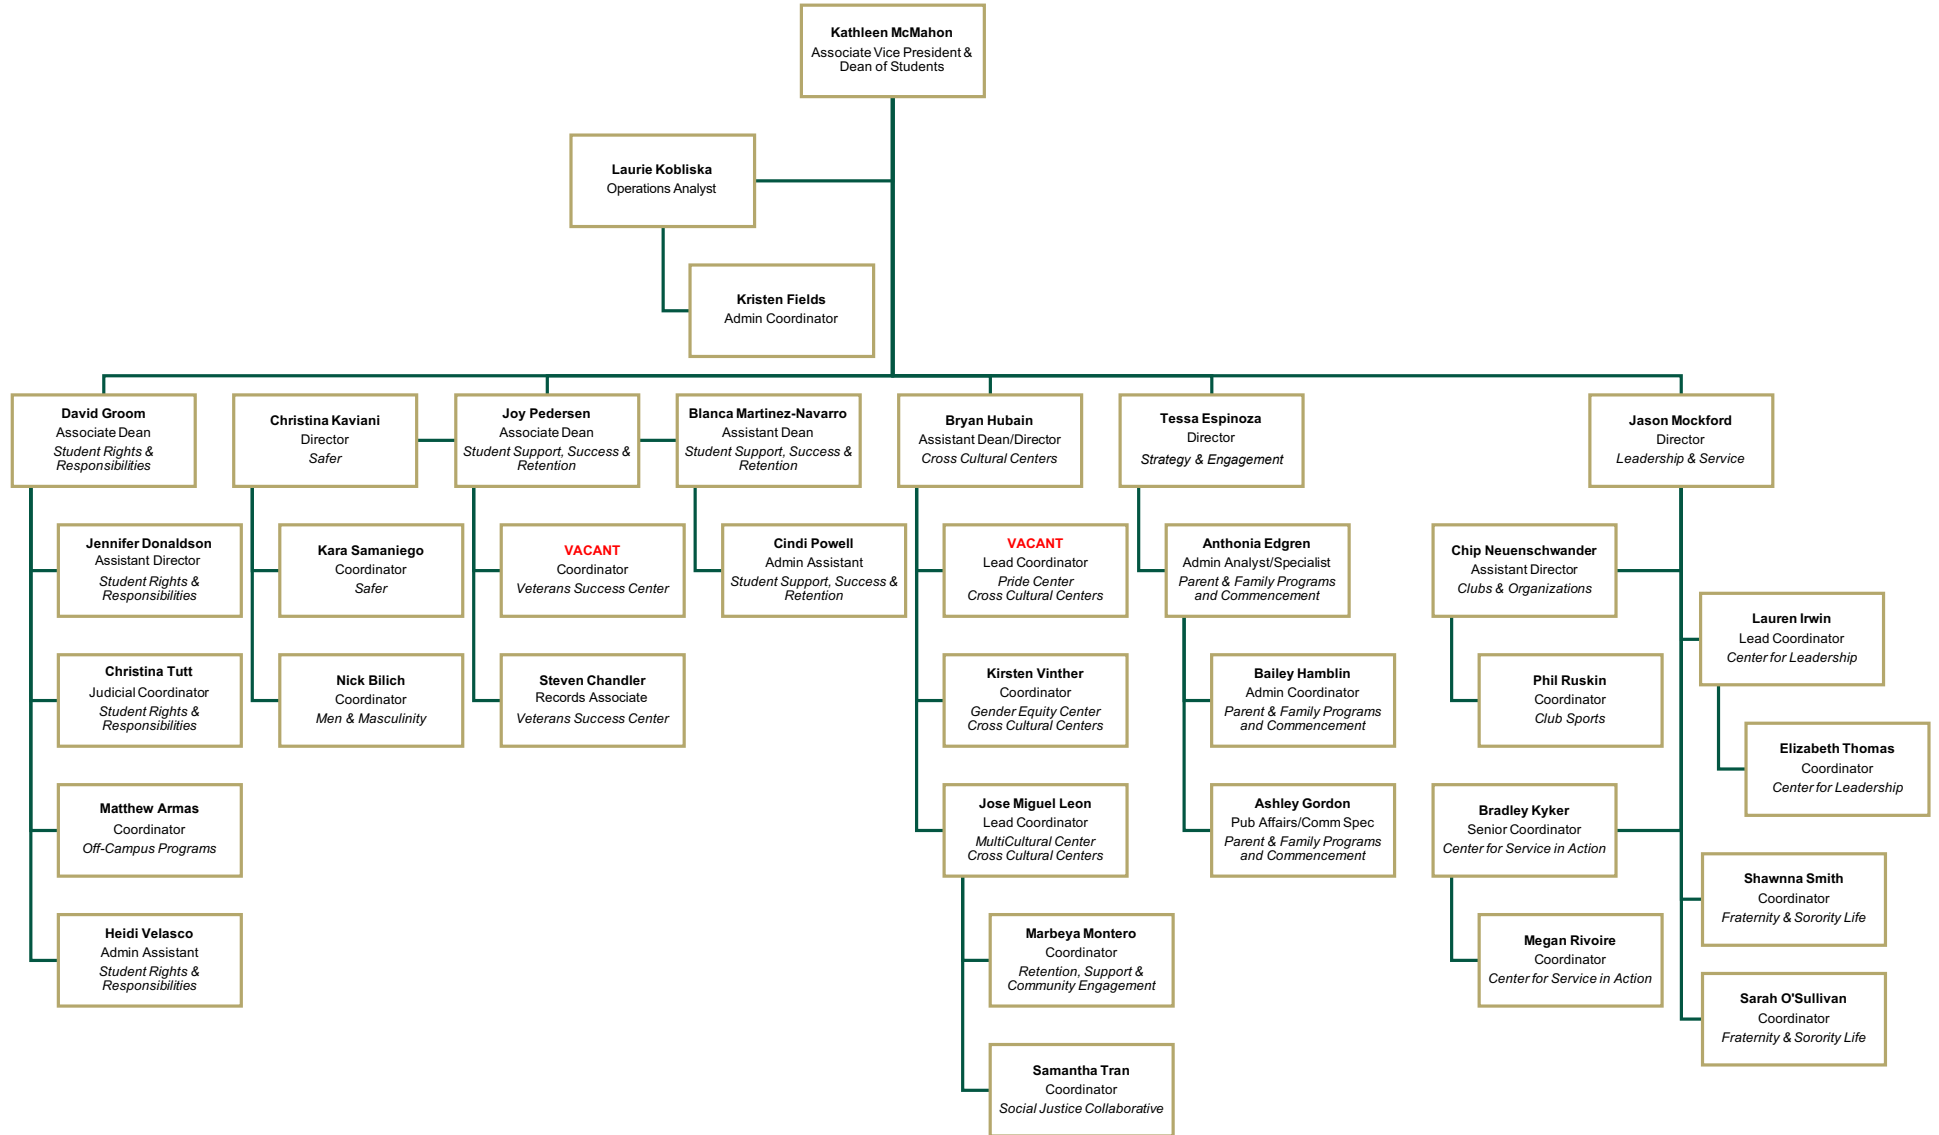 Kathleen McMahon
Associate Vice President &
Dean of Students
Laurie Kobliska
Operations Analyst
Kristen Fields
Admin Coordinator
David Groom
Associate Dean
Student Rights &
Responsibilities
Christina Kaviani
Director
Safer
Joy Pedersen
Associate Dean
Student Support, Success &
Retention
Blanca Martinez-Navarro
Assistant Dean
Student Support, Success &
Retention
Bryan Hubain
Assistant Dean/Director
Cross Cultural Centers
Tessa Espinoza
Director
Strategy & Engagement
Jason Mockford
Director
Leadership & Service
Jennifer Donaldson
Assistant Director
Student Rights &
Responsibilities
Christina Tutt
Judicial Coordinator
Student Rights &
Responsibilities
Matthew Armas
Coordinator
Off-Campus Programs
Heidi Velasco
Admin Assistant
Student Rights &
Responsibilities
Kara Samaniego
Coordinator
Safer
Nick Bilich
Coordinator
Men & Masculinity
VACANT
Coordinator
Veterans Success Center
Steven Chandler
Records Associate
Veterans Success Center
Cindi Powell
Admin Assistant
Student Support, Success &
Retention
VACANT
Lead Coordinator
Pride Center
Cross Cultural Centers
Kirsten Vinther
Coordinator
Gender Equity Center
Cross Cultural Centers
Jose Miguel Leon
Lead Coordinator
MultiCultural Center
Cross Cultural Centers
Marbeya Montero
Coordinator
Retention, Support &
Community Engagement
Samantha Tran
Coordinator
Social Justice Collaborative
Anthonia Edgren
Admin Analyst/Specialist
Parent & Family Programs
and Commencement
Bailey Hamblin
Admin Coordinator
Parent & Family Programs
and Commencement
Ashley Gordon
Pub Affairs/Comm Spec
Parent & Family Programs
and Commencement
Chip Neuenschwander
Assistant Director
Clubs & Organizations
Phil Ruskin
Coordinator
Club Sports
Bradley Kyker
Senior Coordinator
Center for Service in Action
Megan Rivoire
Coordinator
Center for Service in Action
Lauren Irwin
Lead Coordinator
Center for Leadership
Elizabeth Thomas
Coordinator
Center for Leadership
Shawnna Smith
Coordinator
Fraternity & Sorority Life
Sarah O'Sullivan
Coordinator
Fraternity & Sorority Life